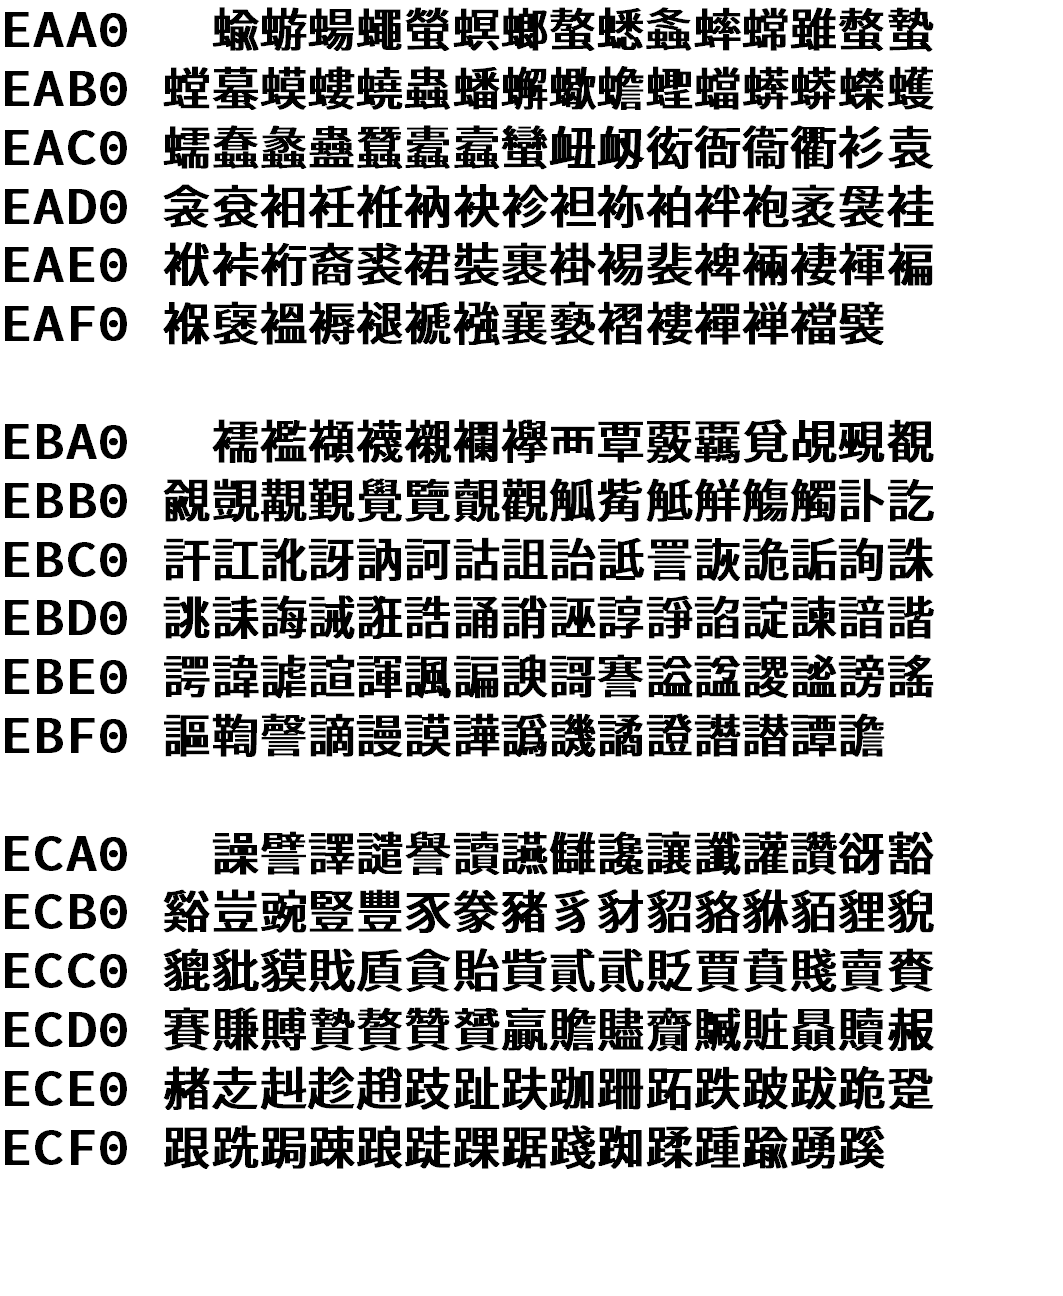 EAA0 蝓蝣蝪蠅螢螟螂螯蟋螽蟀蟐雖螫蟄
EAB0 螳蟇蟆螻蟯蟲蟠蠏蠍蟾蟶蟷蠎蟒蠑蠖
EAC0 蠕蠢蠡蠱蠶蠹蠧蠻衄衂衒衙衞衢衫袁
EAD0 衾袞衵衽袵衲袂袗袒袮袙袢袍袤袰袿
EAE0 袱裃裄裔裘裙裝裹褂裼裴裨裲褄褌褊
EAF0 褓襃褞褥褪褫襁襄褻褶褸襌褝襠襞
EBA0 襦襤襭襪襯襴襷襾覃覈覊覓覘覡覩
EBB0 覦覬覯覲覺覽覿觀觚觜觝觧觴觸訃訖
EBC0 訐訌訛訝訥訶詁詛詒詆詈詼詭詬詢誅
EBD0 誂誄誨誡誑誥誦誚誣諄諍諂諚諫諳諧
EBE0 諤諱謔諠諢諷諞諛謌謇謚諡謖謐謗謠
EBF0 謳鞫謦謫謾謨譁譌譏譎證譖譛譚譫
ECA0 譟譬譯譴譽讀讌讎讒讓讖讙讚谺豁
ECB0 谿豈豌豎豐豕豢豬豸豺貂貉貅貊貍貎
ECC0 貔豼貘戝貭貪貽貲貳貮貶賈賁賤賣賚
ECD0 賽賺賻贄贅贊贇贏贍贐齎贓賍贔贖赧
ECE0 赭赱赳趁趙跂趾趺跏跚跖跌跛跋跪跫
ECF0 跟跣跼踈踉跿踝踞踐踟蹂踵踰踴蹊